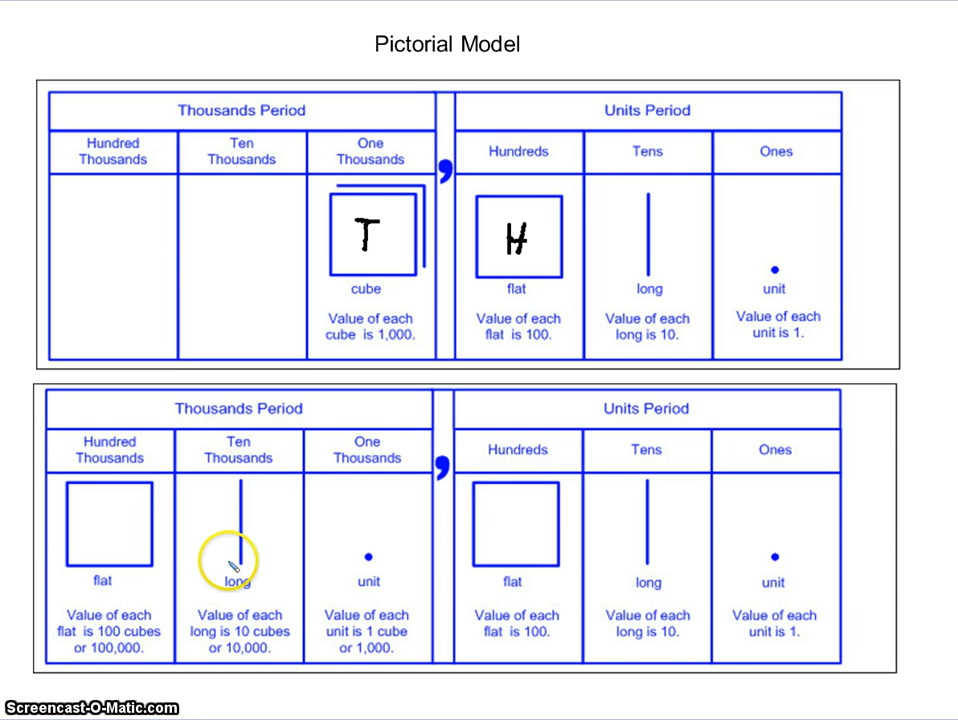 Pictorial Model
Thousands Period
Units Period
Hundred
Thousands
Ten
Thousands
One
Thousands
,
Hundreds
Tens
Ones
T
H
cube
flat
long
unit
Value of each
cube is 1,000.
Value of each
flat is 100.
Value of each
long is 10.
Value of each
unit is 1.
Thousands Period
Units Period
Hundred
Thousands
Ten
Thousands
One
Thousands
,
Hundreds
Tens
Ones
flat
long
unit
flat
long
unit
Value of each
flat is 100 cubes
or 100,000.
Value of each
long is 10 cubes
or 10,000.
Value of each
unit is 1 cube
or 1,000.
Value of each
flat is 100.
Value of each
long is 10.
Value of each
unit is 1.
Screencast-O-Matic.com